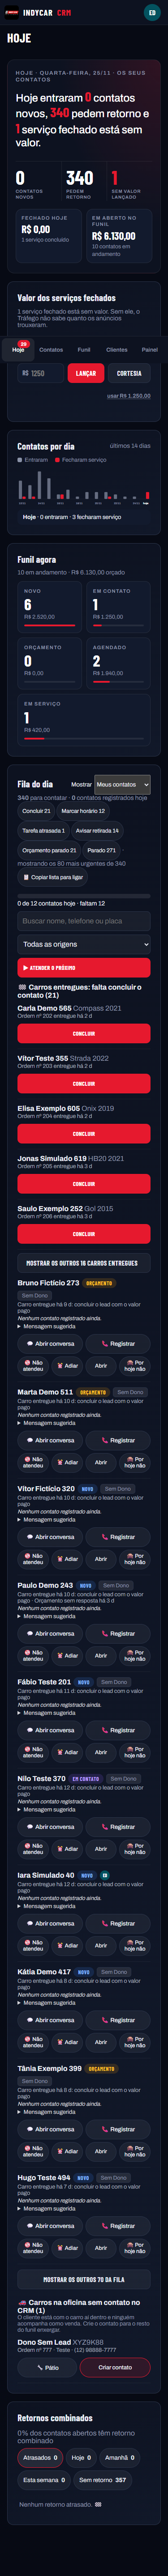 INDYCAR CRM
ED
HOJE
HOJE · QUARTA-FEIRA, 25/11 · OS SEUS
CONTATOS
Hoje entraram 0 contatos
novos, 340 pedem retorno e
1 serviço fechado está sem
valor.
0
CONTATOS
NOVOS
340
PEDEM
RETORNO
1
SEM VALOR
LANÇADO
FECHADO HOJE
R$ 0,00
1 serviço concluído
EM ABERTO NO
FUNIL
R$ 6.130,00
10 contatos em
andamento
Valor dos serviços fechados
1 serviço fechado está sem valor. Sem ele, o
Tráfego não sabe quanto os anúncios
trouxeram.
25
Hoje
Contatos
Funil
Clientes
Painel
R$ 1250
LANÇAR
CORTESIA
usar R$ 1.250,00
Contatos por dia
últimos 14 dias
Entraram
Fecharam serviço
Hoje · 0 entraram · 3 fecharam serviço
Funil agora
10 em andamento · R$ 6.130,00 orçado
NOVO
6
R$ 2.520,00
EM CONTATO
1
R$ 1.250,00
ORÇAMENTO
0
R$ 0,00
AGENDADO
2
R$ 1.940,00
EM SERVIÇO
1
R$ 420,00
Fila do dia
Mostrar
Meus contatos
340 para contatar · 0 contatos registrados hoje
Concluir 21
Marcar horário 12
Tarefa atrasada 1
Avisar retirada 14
Orçamento parado 21
Parado 271
mostrando os 80 mais urgentes de 340
Copiar lista para ligar
0 de 12 contatos hoje · faltam 12
Buscar nome, telefone ou placa
Todas as origens
ATENDER O PRÓXIMO
Carros entregues: falta concluir o
contato (21)
Carla Demo 565 Compass 2021
Ordem nº 202 entregue há 2 d
CONCLUIR
Vitor Teste 355 Strada 2022
Ordem nº 203 entregue há 2 d
CONCLUIR
Elisa Exemplo 605 Onix 2019
Ordem nº 204 entregue há 2 d
CONCLUIR
Jonas Simulado 619 HB20 2021
Ordem nº 205 entregue há 3 d
CONCLUIR
Saulo Exemplo 252 Gol 2015
Ordem nº 206 entregue há 3 d
CONCLUIR
MOSTRAR OS OUTROS 16 CARROS ENTREGUES
Bruno Fictício 273 ORÇAMENTO
Sem Dono
Carro entregue há 9 d: concluir o lead com o valor
pago
Nenhum contato registrado ainda.
Mensagem sugerida
Abrir conversa
Registrar
Não
atendeu
Adiar
Abrir
Por
hoje não
Marta Demo 511 ORÇAMENTO Sem Dono
Carro entregue há 10 d: concluir o lead com o valor
pago
Nenhum contato registrado ainda.
Mensagem sugerida
Abrir conversa
Registrar
Não
atendeu
Adiar
Abrir
Por
hoje não
Vitor Fictício 320 NOVO Sem Dono
Carro entregue há 10 d: concluir o lead com o valor
pago
Nenhum contato registrado ainda.
Mensagem sugerida
Abrir conversa
Registrar
Não
atendeu
Adiar
Abrir
Por
hoje não
Paulo Demo 243 NOVO Sem Dono
Carro entregue há 10 d: concluir o lead com o valor
pago · Orçamento sem resposta há 3 d
Nenhum contato registrado ainda.
Mensagem sugerida
Abrir conversa
Registrar
Não
atendeu
Adiar
Abrir
Por
hoje não
Fábio Teste 201 NOVO Sem Dono
Carro entregue há 11 d: concluir o lead com o valor
pago
Nenhum contato registrado ainda.
Mensagem sugerida
Abrir conversa
Registrar
Não
atendeu
Adiar
Abrir
Por
hoje não
Nilo Teste 370 EM CONTATO Sem Dono
Carro entregue há 12 d: concluir o lead com o valor
pago
Nenhum contato registrado ainda.
Mensagem sugerida
Abrir conversa
Registrar
Não
atendeu
Adiar
Abrir
Por
hoje não
Iara Simulado 40 NOVO ED
Carro entregue há 12 d: concluir o lead com o valor
pago
Nenhum contato registrado ainda.
Mensagem sugerida
Abrir conversa
Registrar
Não
atendeu
Adiar
Abrir
Por
hoje não
Kátia Demo 417 NOVO Sem Dono
Carro entregue há 8 d: concluir o lead com o valor
pago
Nenhum contato registrado ainda.
Mensagem sugerida
Abrir conversa
Registrar
Não
atendeu
Adiar
Abrir
Por
hoje não
Tânia Exemplo 399 ORÇAMENTO
Sem Dono
Carro entregue há 8 d: concluir o lead com o valor
pago
Nenhum contato registrado ainda.
Mensagem sugerida
Abrir conversa
Registrar
Não
atendeu
Adiar
Abrir
Por
hoje não
Hugo Teste 494 NOVO Sem Dono
Carro entregue há 7 d: concluir o lead com o valor
pago
Nenhum contato registrado ainda.
Mensagem sugerida
Abrir conversa
Registrar
Não
atendeu
Adiar
Abrir
Por
hoje não
MOSTRAR OS OUTROS 70 DA FILA
Carros na oficina sem contato no
CRM (1)
O cliente está com o carro aí dentro e ninguém
acompanha a venda. Crie o contato para o resto
do funil enxergar.
Dono Sem Lead XYZ9K88
Ordem nº 777 · Teste · (12) 98888-7777
Pátio
Criar contato
Retornos combinados
0% dos contatos abertos têm retorno
combinado
Atrasados 0
Hoje 0
Amanhã 0
Esta semana 0
Sem retorno 357
Nenhum retorno atrasado.